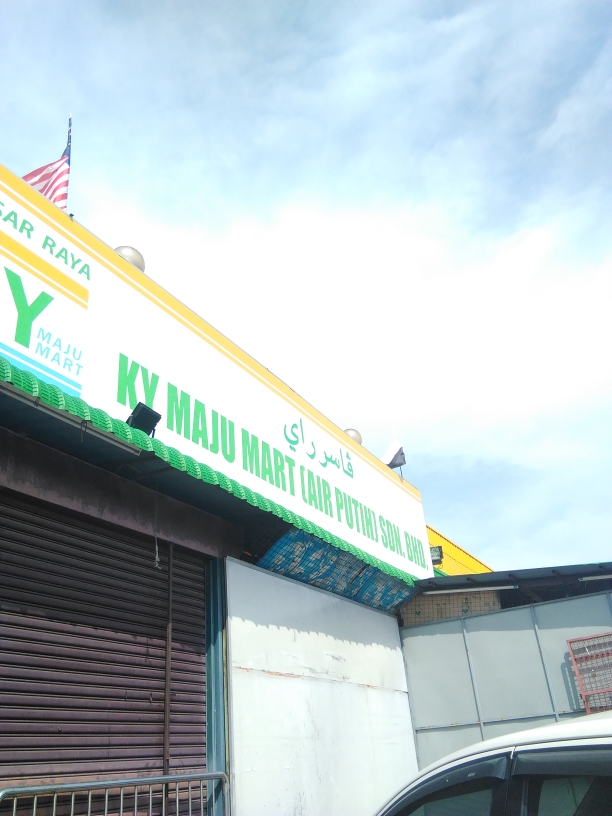 SAR RAYA
Y
MAJU
MART
ڤاسر راي
KY MAJU MART (AIR PUTIH) SDN. BHD.